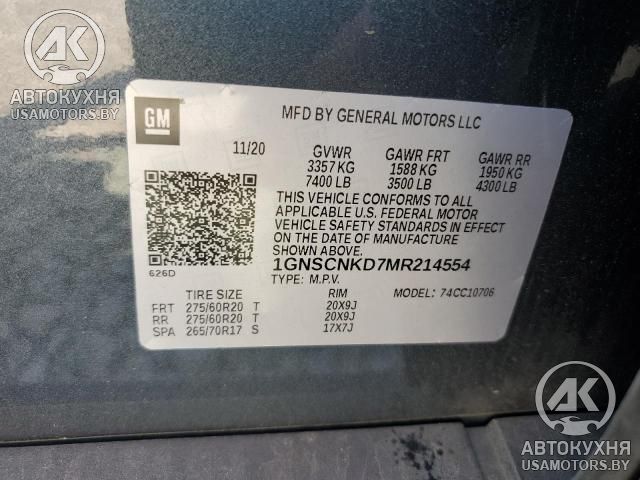 AK
АВТОКУХНЯ
USAMOTORS.BY
GM
MFD BY GENERAL MOTORS LLC
11/20 GVWR GAWR FRT GAWR RR
3357 KG 1588 KG 1950 KG
7400 LB 3500 LB 4300 LB
THIS VEHICLE CONFORMS TO ALL
APPLICABLE U.S. FEDERAL MOTOR
VEHICLE SAFETY STANDARDS IN EFFECT
ON THE DATE OF MANUFACTURE
SHOWN ABOVE.
626D
1GNSCNKD7MR214554
TYPE: M.P.V. MODEL: 74CC10706
TIRE SIZE RIM
FRT 275/60R20 T 20X9J
RR 275/60R20 T 20X9J
SPA 265/70R17 S 17X7J
AK
АВТОКУХНЯ
USAMOTORS.BY